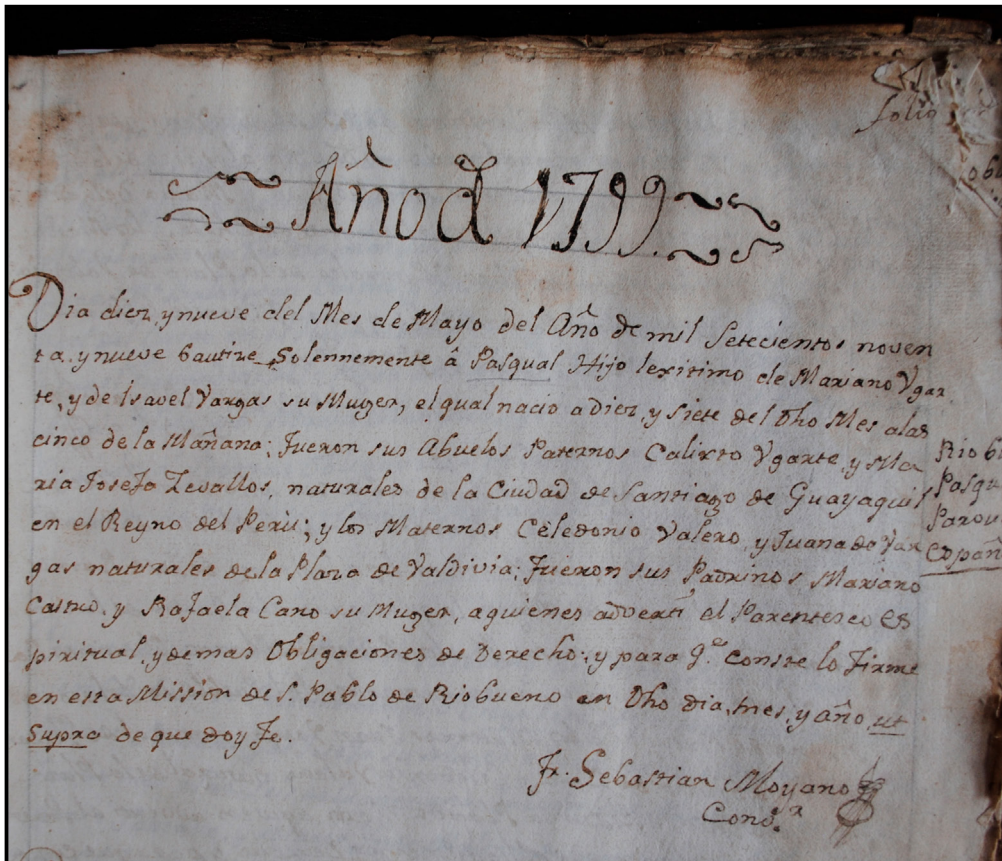 folio
Año d 1799.
Dia diez, y nueve del Mes de Mayo del Año de mil Setecientos noven
ta, y nueve bautize Solennemente â Pasqual Hijo lexitimo de Mariano Ygar
te, y de Isavel Vargas su Muger, el qual nacio a diez, y siete del Dho Mes alas
cinco de la Mañana; Fueron sus Abuelos Paternos Calixto Ygarte, y Ma
ria Josefa Zevallos, naturales de la Ciudad de Santiago de Guayaquil
en el Reyno del Perù; y los Maternos Celedonio Valero, y Juana de Var
gas naturales de la Plaza de Valdivia; Fueron sus Padrinos Mariano
Castro, y Rafaela Cano su Muger, a quienes advertí el Parentesco es
piritual, y demas Obligaciones de Derecho; y para q.e conste lo Firme
en esta Mission de S. Pablo de Riobueno en Dho dia, mes, y año, ut
Supra de que doy Fe.
Fr. Sebastian Moyano
Con.or
Rio b
Pasqu
Españ